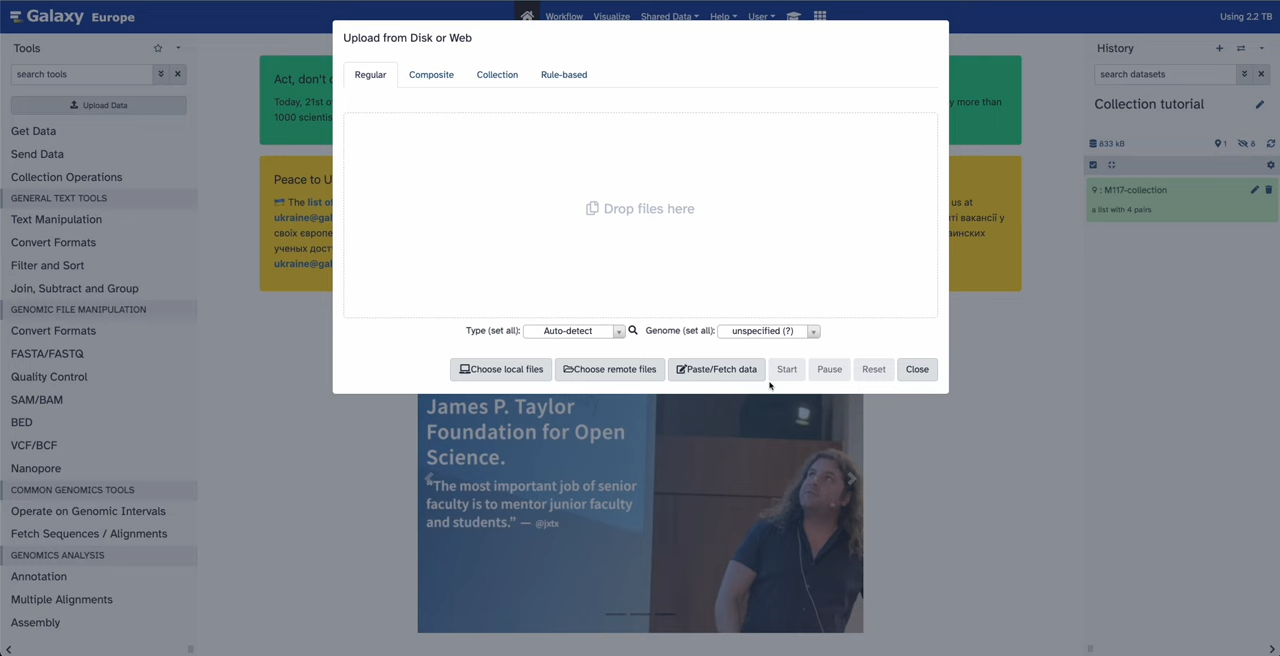 Galaxy Europe
Workflow Visualize Shared Data Help User
Using 2.2 TB
Tools
search tools
Upload Data
Get Data
Send Data
Collection Operations
GENERAL TEXT TOOLS
Text Manipulation
Convert Formats
Filter and Sort
Join, Subtract and Group
GENOMIC FILE MANIPULATION
Convert Formats
FASTA/FASTQ
Quality Control
SAM/BAM
BED
VCF/BCF
Nanopore
COMMON GENOMICS TOOLS
Operate on Genomic Intervals
Fetch Sequences / Alignments
GENOMICS ANALYSIS
Annotation
Multiple Alignments
Assembly
Act, don't
Today, 21st o
1000 scientis
y more than
Peace to U
The list of
ukraine@gal
своїх європе
ученых дост
ukraine@gal
us at
ті вакансії у
аинских
Upload from Disk or Web
Regular Composite Collection Rule-based
Drop files here
Type (set all): Auto-detect Genome (set all): unspecified (?)
Choose local files Choose remote files Paste/Fetch data Start Pause Reset Close
James P. Taylor
Foundation for Open
Science.
"The most important job of senior
faculty is to mentor junior faculty
and students." — @jxtx
History
search datasets
Collection tutorial
833 kB 1 8
9 : M117-collection
a list with 4 pairs